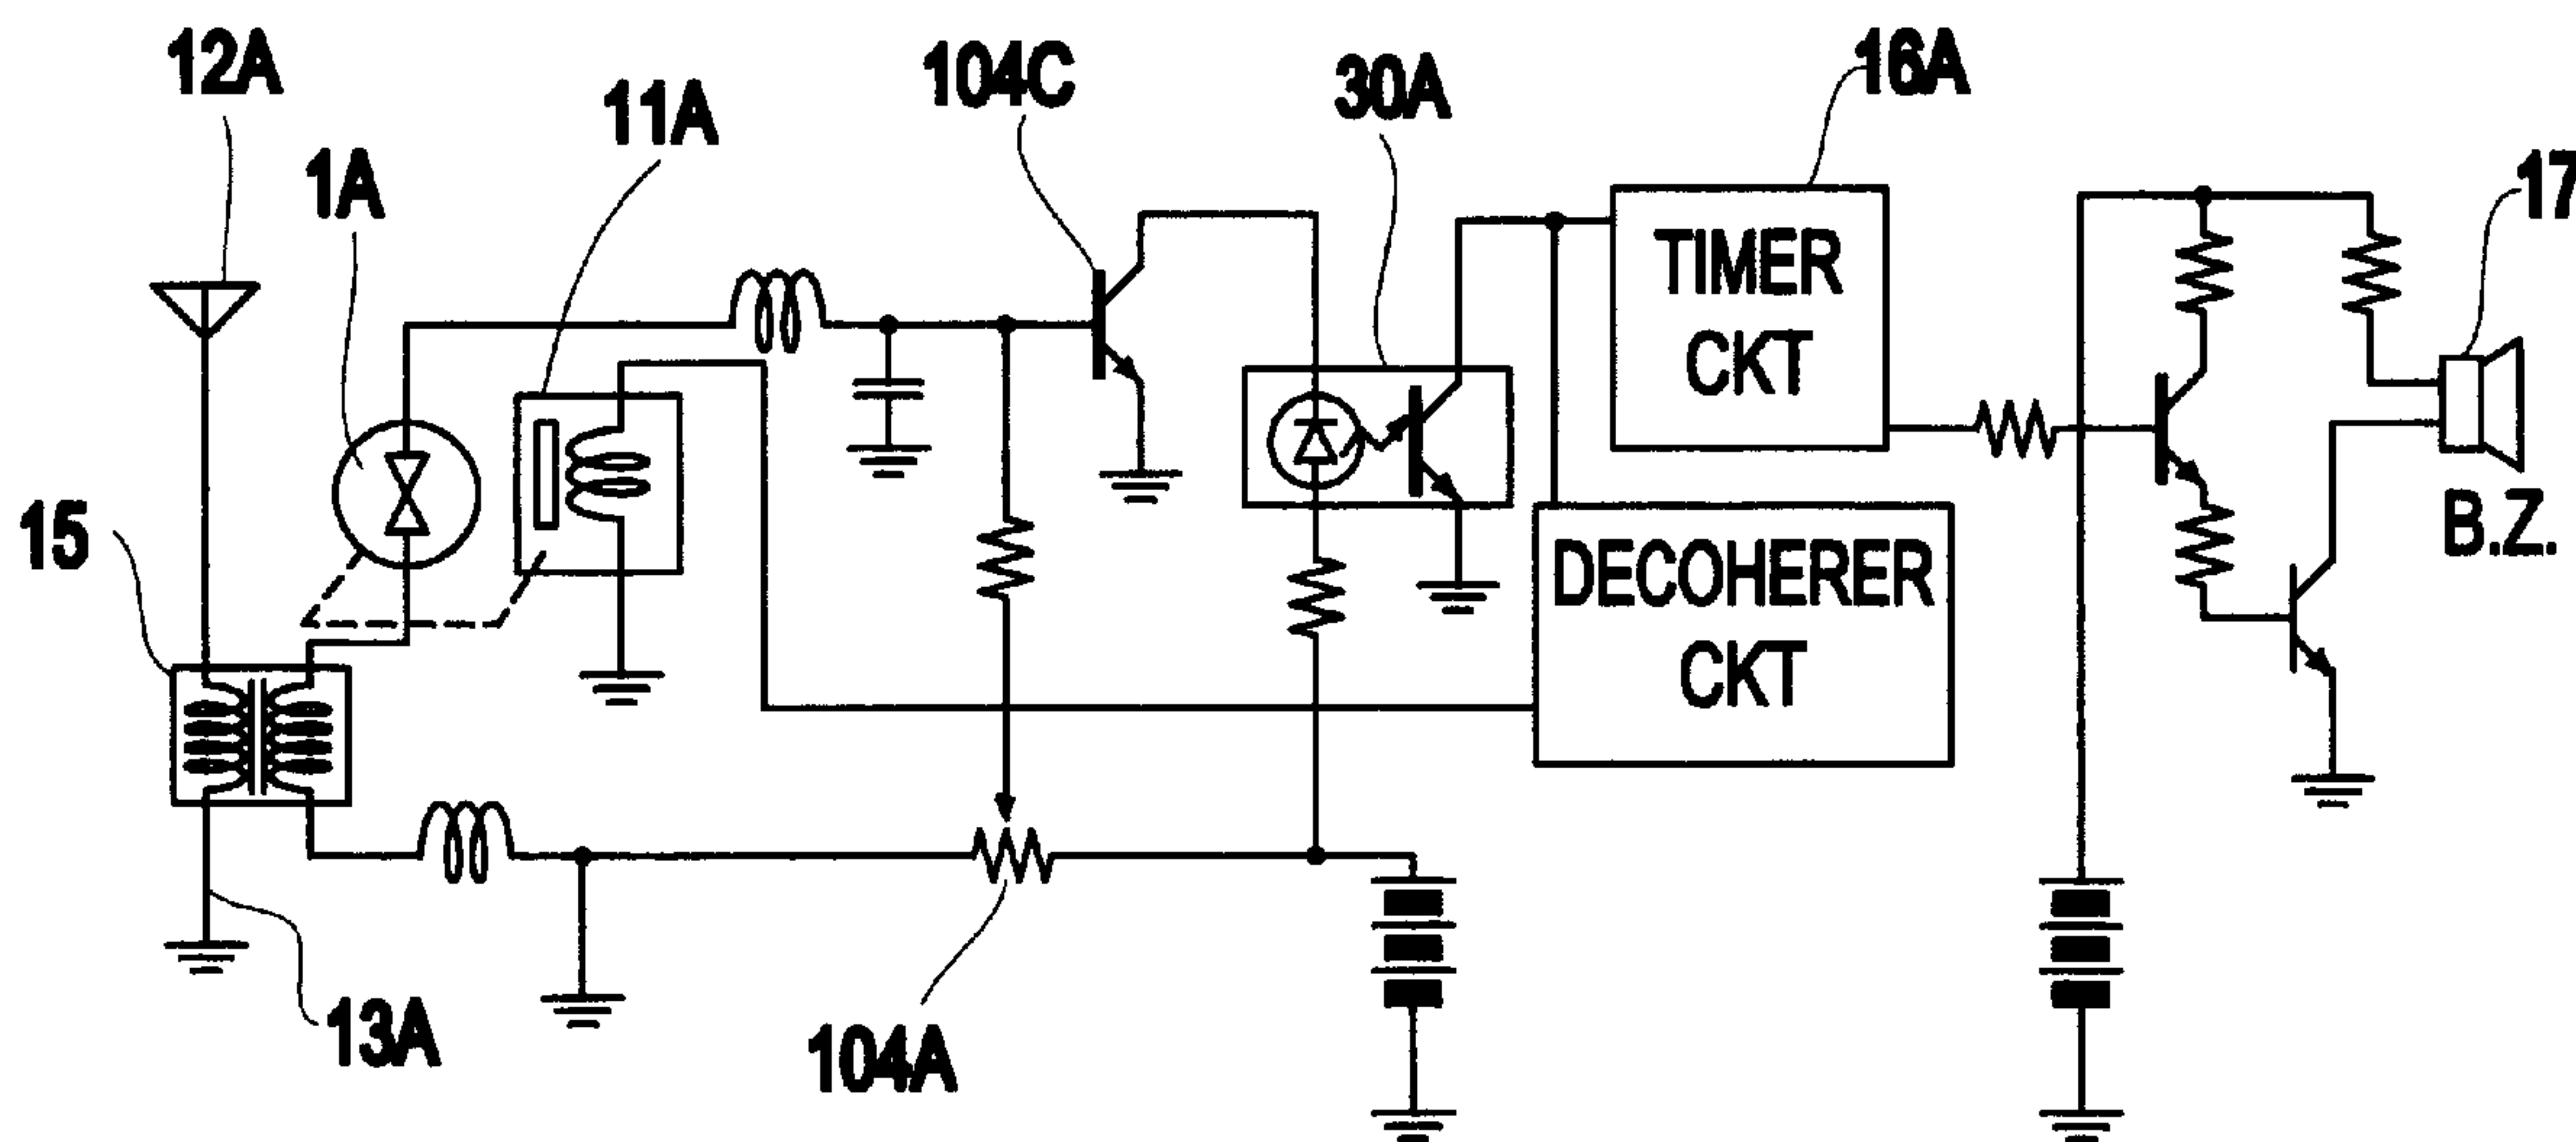 12A
1A
11A
104C
30A
16A
17
15
TIMER
CKT
DECOHERER
CKT
B.Z.
13A
104A